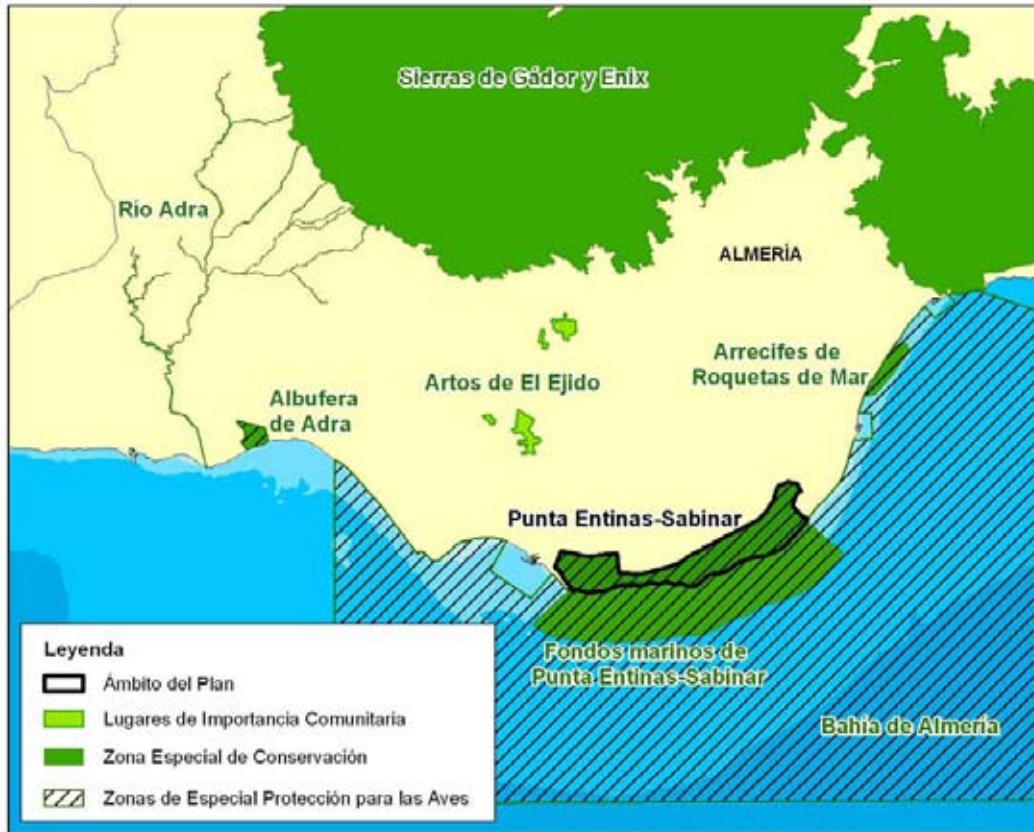 Sierras de Gádor y Enix
Río Adra
ALMERÍA
Arrecifes de
Roquetas de Mar
Artos de El Ejido
Albufera
de Adra
Punta Entinas-Sabinar
Fondos marinos de
Punta Entinas-Sabinar
Bahía de Almería
Leyenda
Ámbito del Plan
Lugares de Importancia Comunitaria
Zona Especial de Conservación
Zonas de Especial Protección para las Aves